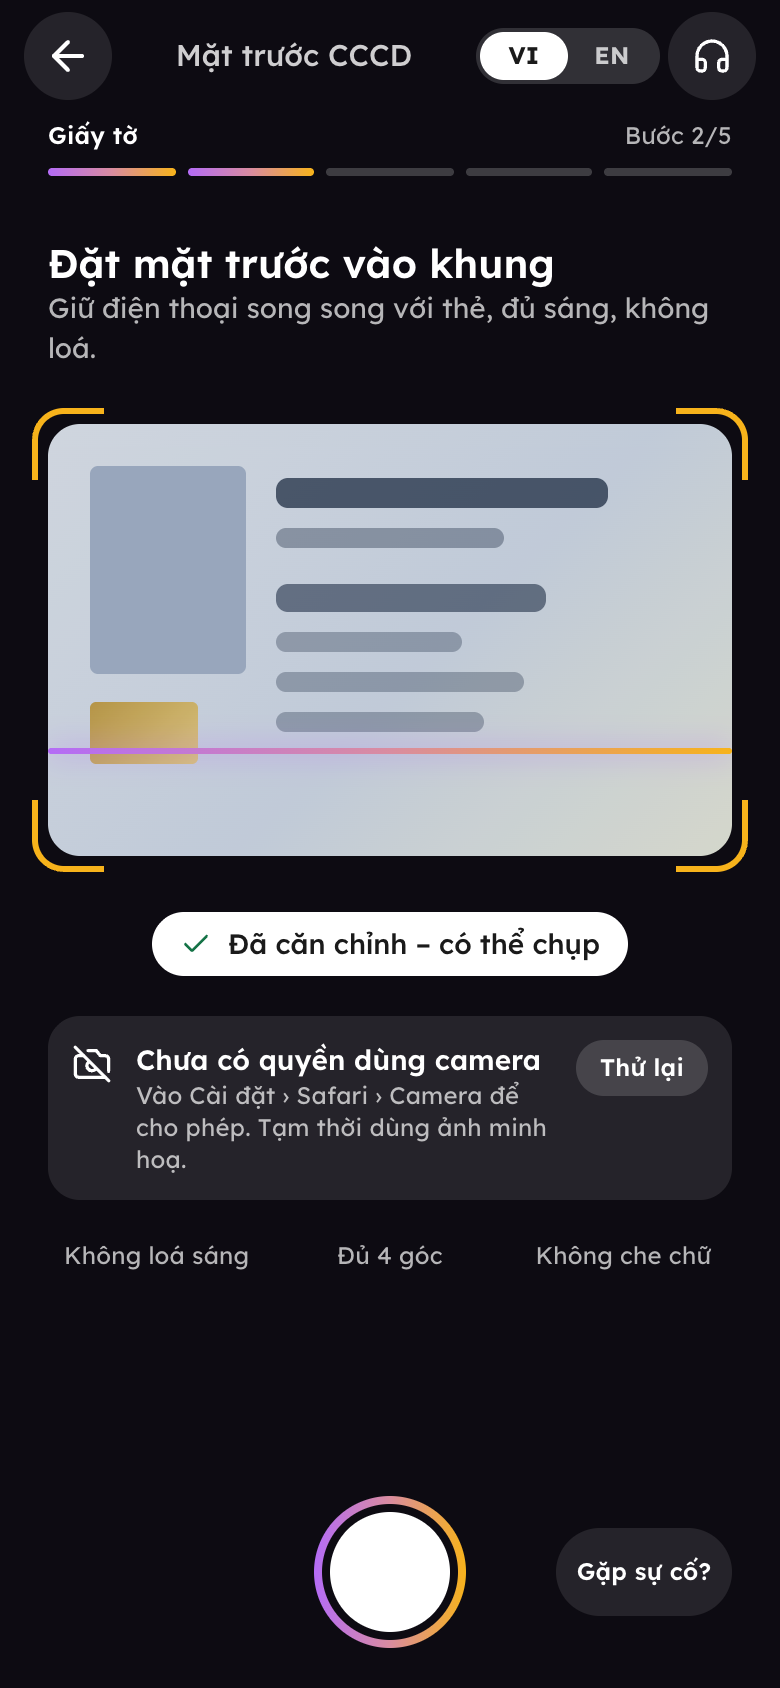 Mặt trước CCCD
VI EN
Giấy tờ
Bước 2/5
Đặt mặt trước vào khung
Giữ điện thoại song song với thẻ, đủ sáng, không
loá.
Đã căn chỉnh – có thể chụp
Chưa có quyền dùng camera
Thử lại
Vào Cài đặt › Safari › Camera để
cho phép. Tạm thời dùng ảnh minh
hoạ.
Không loá sáng
Đủ 4 góc
Không che chữ
Gặp sự cố?